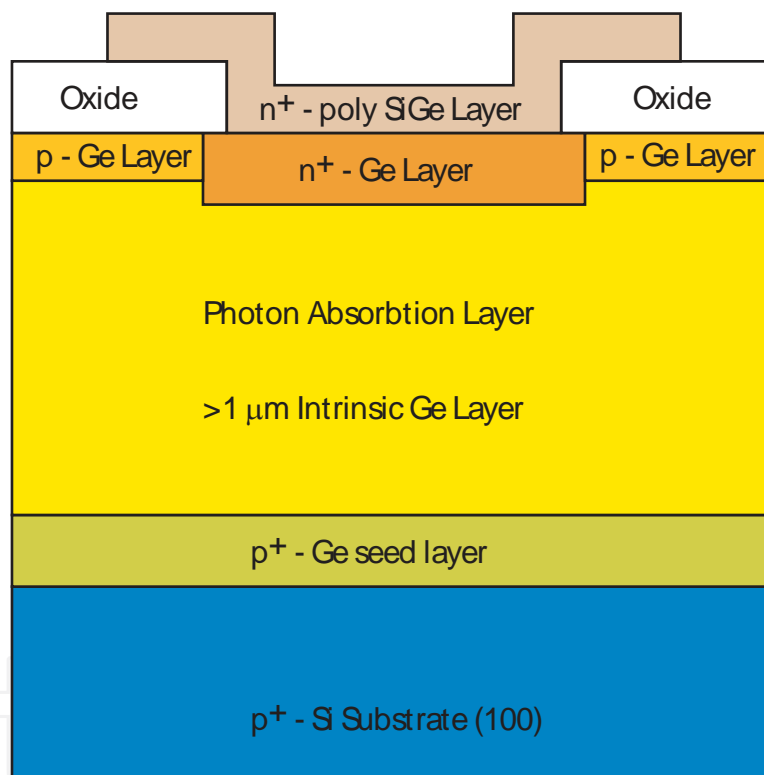 Oxide
Oxide
n+ - poly SiGe Layer
p - Ge Layer
p - Ge Layer
n+ - Ge Layer
Photon Absorbtion Layer
>1 μm Intrinsic Ge Layer
p+ - Ge seed layer
p+ - Si Substrate (100)